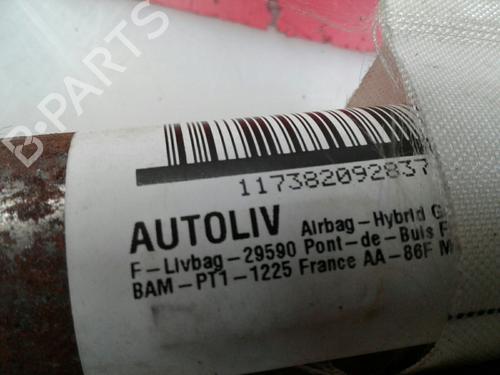 B-PARTS
117382092837
AUTOLIV Airbag-Hybrid
F-Livbag-29590 Pont-de-Buis F
BAM-PT1-1225 France AA-86F